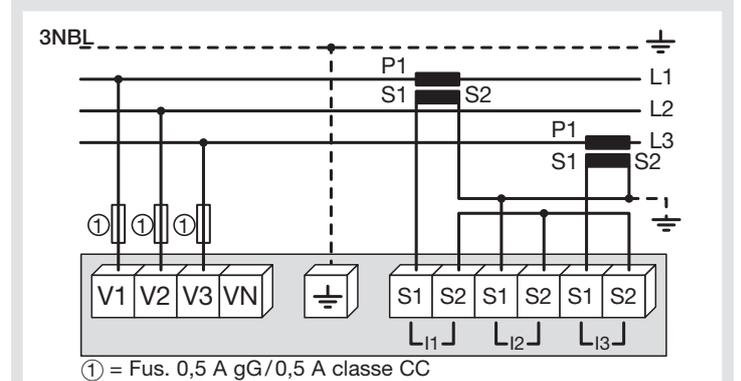 3NBL
P1
L1
S1 S2
L2
P1
L3
S1 S2
① ① ①
V1 V2 V3 VN S1 S2 S1 S2 S1 S2
I1 I2 I3
① = Fus. 0,5 A gG/0,5 A classe CC